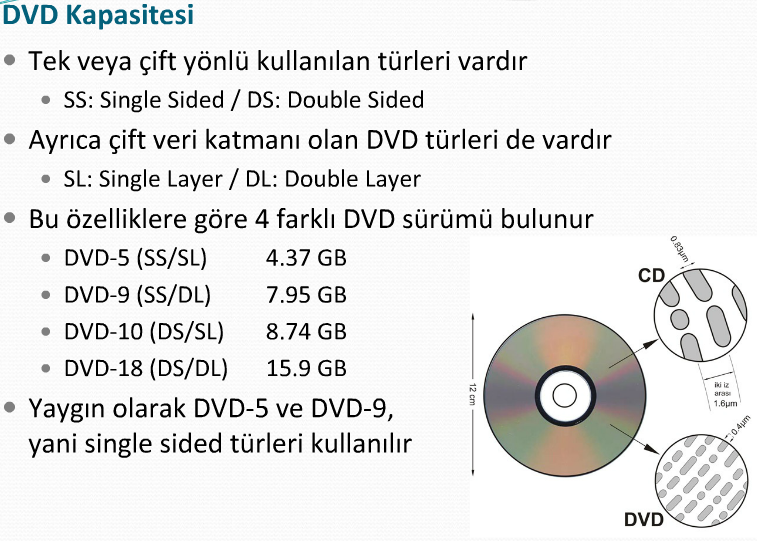 DVD Kapasitesi
Tek veya çift yönlü kullanılan türleri vardır
SS: Single Sided / DS: Double Sided
Ayrıca çift veri katmanı olan DVD türleri de vardır
SL: Single Layer / DL: Double Layer
Bu özelliklere göre 4 farklı DVD sürümü bulunur
DVD-5 (SS/SL) 4.37 GB
DVD-9 (SS/DL) 7.95 GB
DVD-10 (DS/SL) 8.74 GB
DVD-18 (DS/DL) 15.9 GB
Yaygın olarak DVD-5 ve DVD-9,
yani single sided türleri kullanılır
0.83µm
CD
iki iz
arası
1.6µm
12 cm
0.4µm
DVD